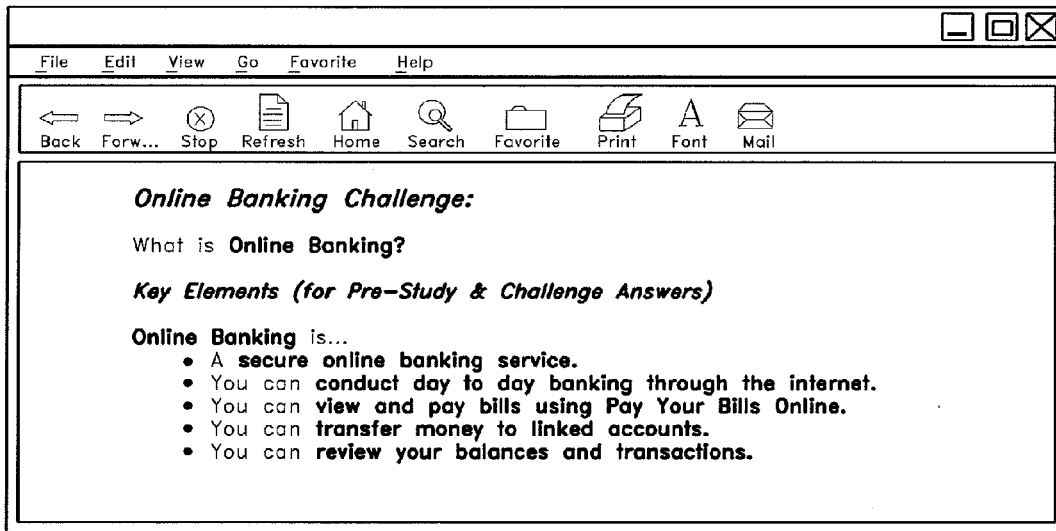 File Edit View Go Favorite Help
Back Forw... Stop Refresh Home Search Favorite Print Font Mail
Online Banking Challenge:
What is Online Banking?
Key Elements (for Pre-Study & Challenge Answers)
Online Banking is...
• A secure online banking service.
• You can conduct day to day banking through the internet.
• You can view and pay bills using Pay Your Bills Online.
• You can transfer money to linked accounts.
• You can review your balances and transactions.